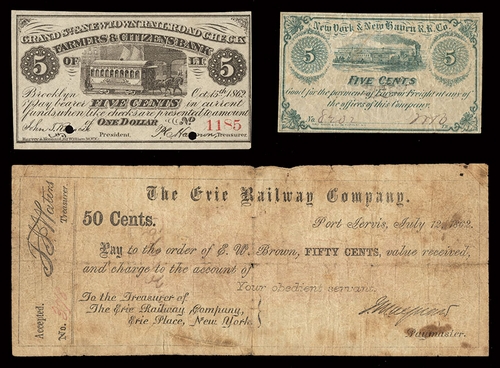 GRAND ST & NEWTOWN RAILROAD CHECK
FARMERS & CITIZENS BANK
5 OF L.I. 5
Brooklyn Oct. 15th 1862
pay bearer FIVE CENTS in current
funds when like checks are presented to amount
of ONE DOLLAR No 1185
President Treasurer
New York & New Haven R.R. Co.
5 5
FIVE CENTS
Good for the payment of Fare or Freight at any of
the offices of this Company.
No
The Erie Railway Company.
50 Cents.
Port Jervis, July 12, 1862.
Pay to the order of E. W. Brown, FIFTY CENTS, value received,
and charge to the account of
Your obedient servant,
To the Treasurer of
The Erie Railway Company,
Erie Place, New York.
Paymaster.
Accepted,
No.
Treasurer.